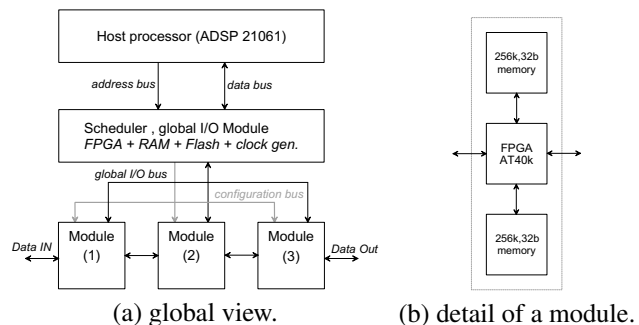 Host processor (ADSP 21061)
address bus
data bus
Scheduler , global I/O Module
FPGA + RAM + Flash + clock gen.
global I/O bus
configuration bus
Data IN
Module
(1)
Module
(2)
Module
(3)
Data Out
(a) global view.
256k,32b
memory
FPGA
AT40k
256k,32b
memory
(b) detail of a module.